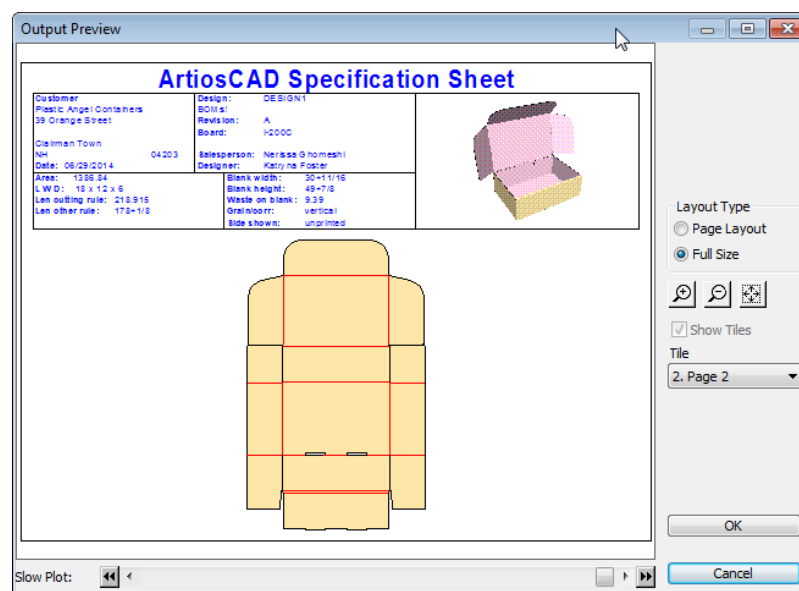 Output Preview
ArtiosCAD Specification Sheet
Customer
Plastic Angel Containers
39 Orange Street
Clairman Town
NH 04203
Date: 06/29/2014
Design: DESIGN1
BOMs:
Revision: A
Board: I-200C
Salesperson: Nerissa Ghomeshi
Designer: Katryna Foster
Area: 1386.84
L W D: 18 x 12 x 6
Len cutting rule: 218.915
Len other rule: 178+1/8
Blank width: 30+11/16
Blank height: 49+7/8
Waste on blank: 9.39
Grain/corr: vertical
Side shown: unprinted
Layout Type
Page Layout
Full Size
Show Tiles
Tile
2. Page 2
OK
Cancel
Slow Plot: